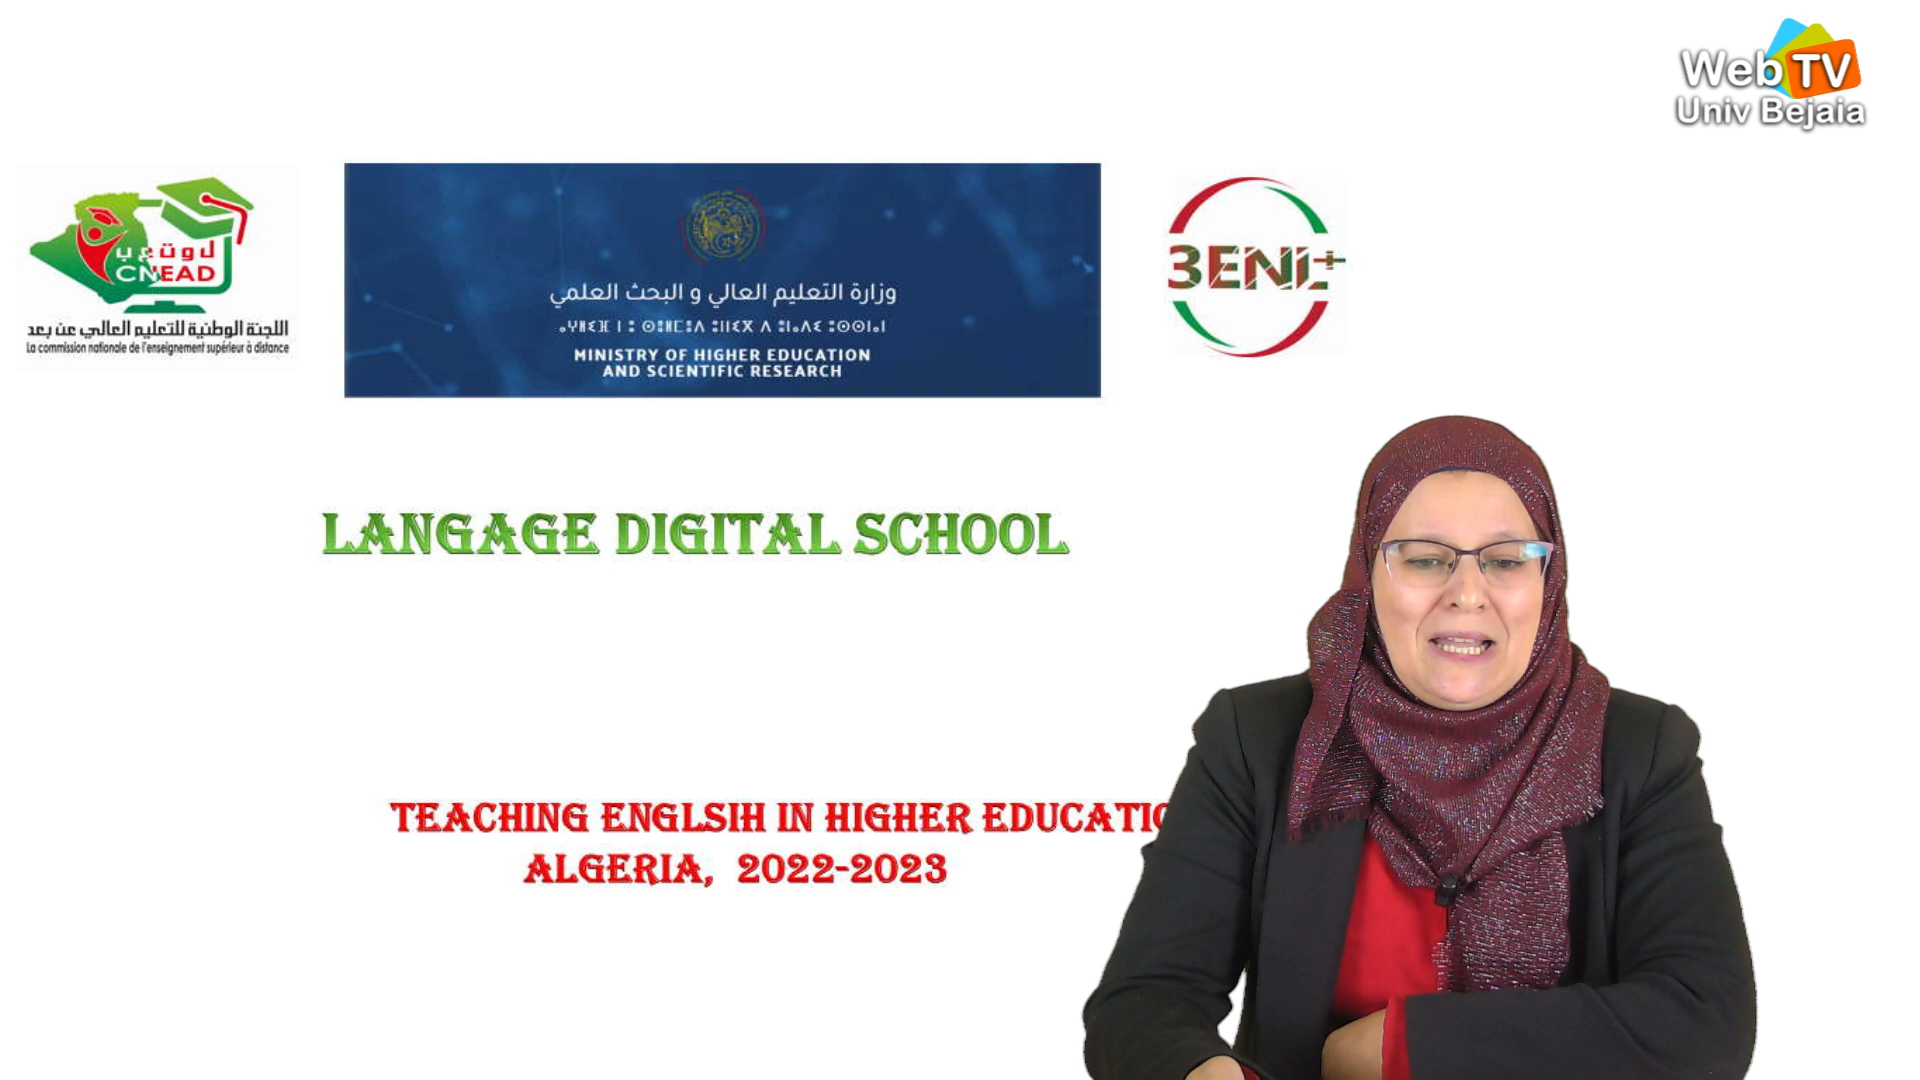 Web TV
Univ Bejaia
ل و ت ع ب
CNEAD
اللجنة الوطنية للتعليم العالي عن بعد
La commission nationale de l'enseignement supérieur à distance
وزارة التعليم العالي و البحث العلمي
MINISTRY OF HIGHER EDUCATION
AND SCIENTIFIC RESEARCH
3ENL+
LANGAGE DIGITAL SCHOOL
TEACHING ENGLSIH IN HIGHER EDUCATIO
ALGERIA, 2022-2023